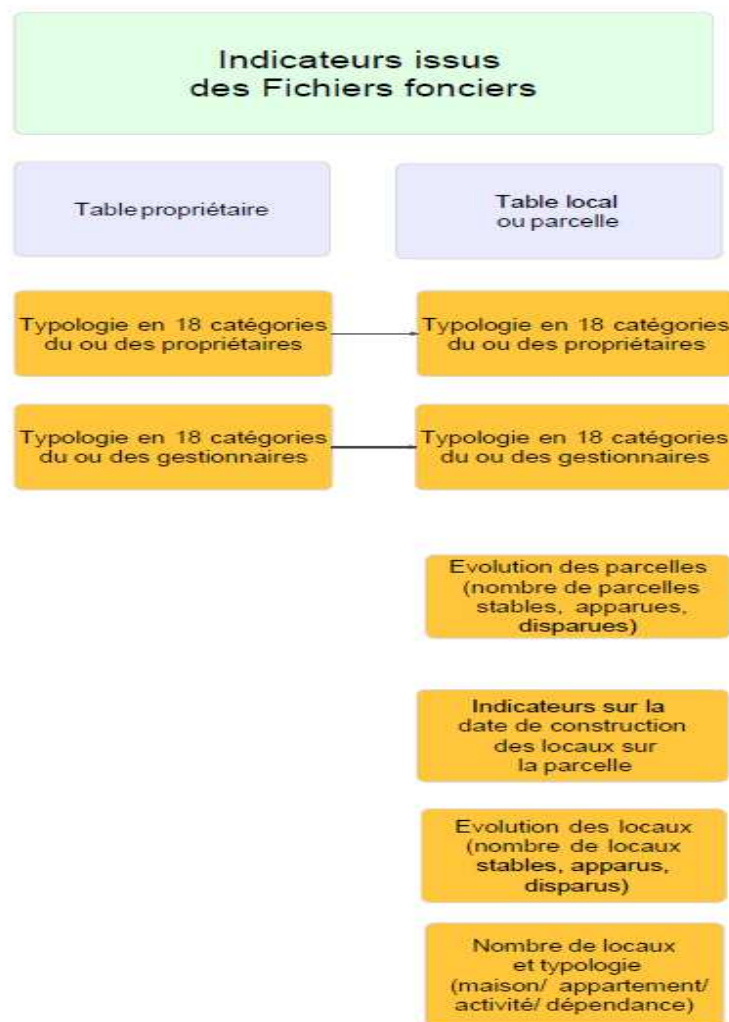 Indicateurs issus
des Fichiers fonciers
Table propriétaire
Table local
ou parcelle
Typologie en 18 catégories
du ou des propriétaires
Typologie en 18 catégories
du ou des propriétaires
Typologie en 18 catégories
du ou des gestionnaires
Typologie en 18 catégories
du ou des gestionnaires
Evolution des parcelles
(nombre de parcelles
stables, apparues,
disparues)
Indicateurs sur la
date de construction
des locaux sur
la parcelle
Evolution des locaux
(nombre de locaux
stables, apparus,
disparus)
Nombre de locaux
et typologie
(maison/ appartement/
activité/ dépendance)